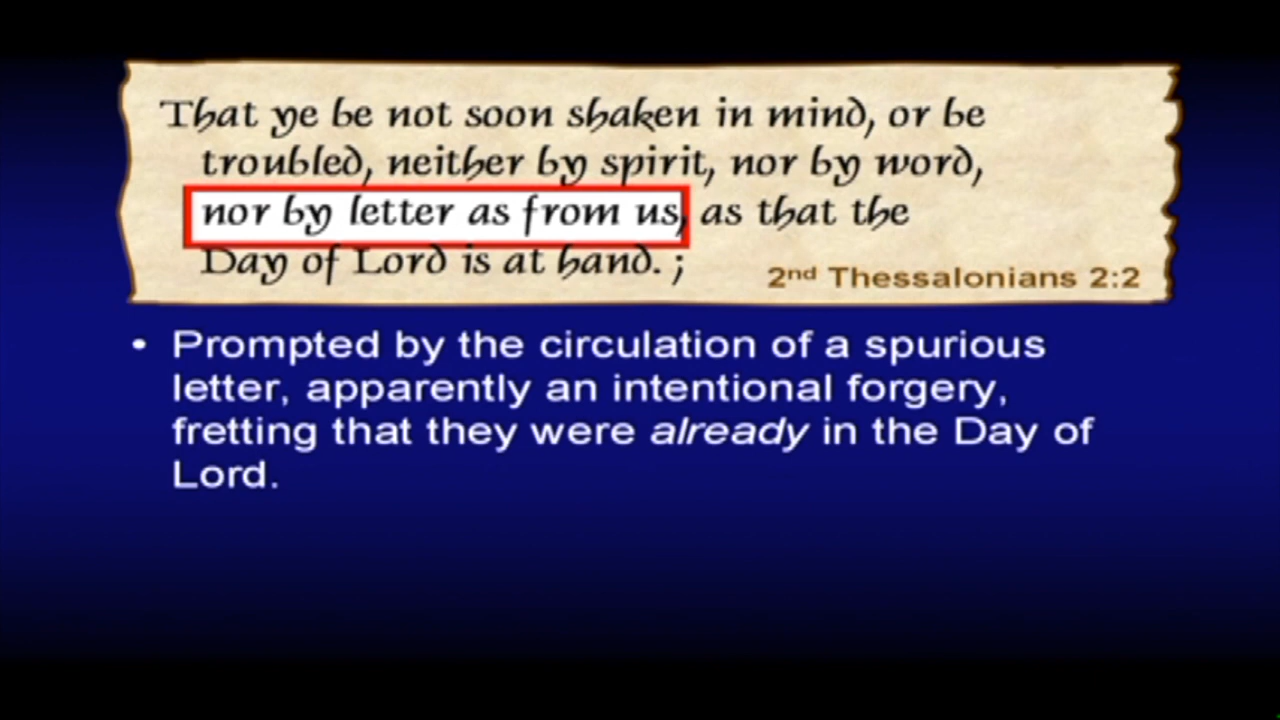 That ye be not soon shaken in mind, or be
troubled, neither by spirit, nor by word,
nor by letter as from us, as that the
Day of Lord is at hand. ;
2nd Thessalonians 2:2
• Prompted by the circulation of a spurious
letter, apparently an intentional forgery,
fretting that they were already in the Day of
Lord.